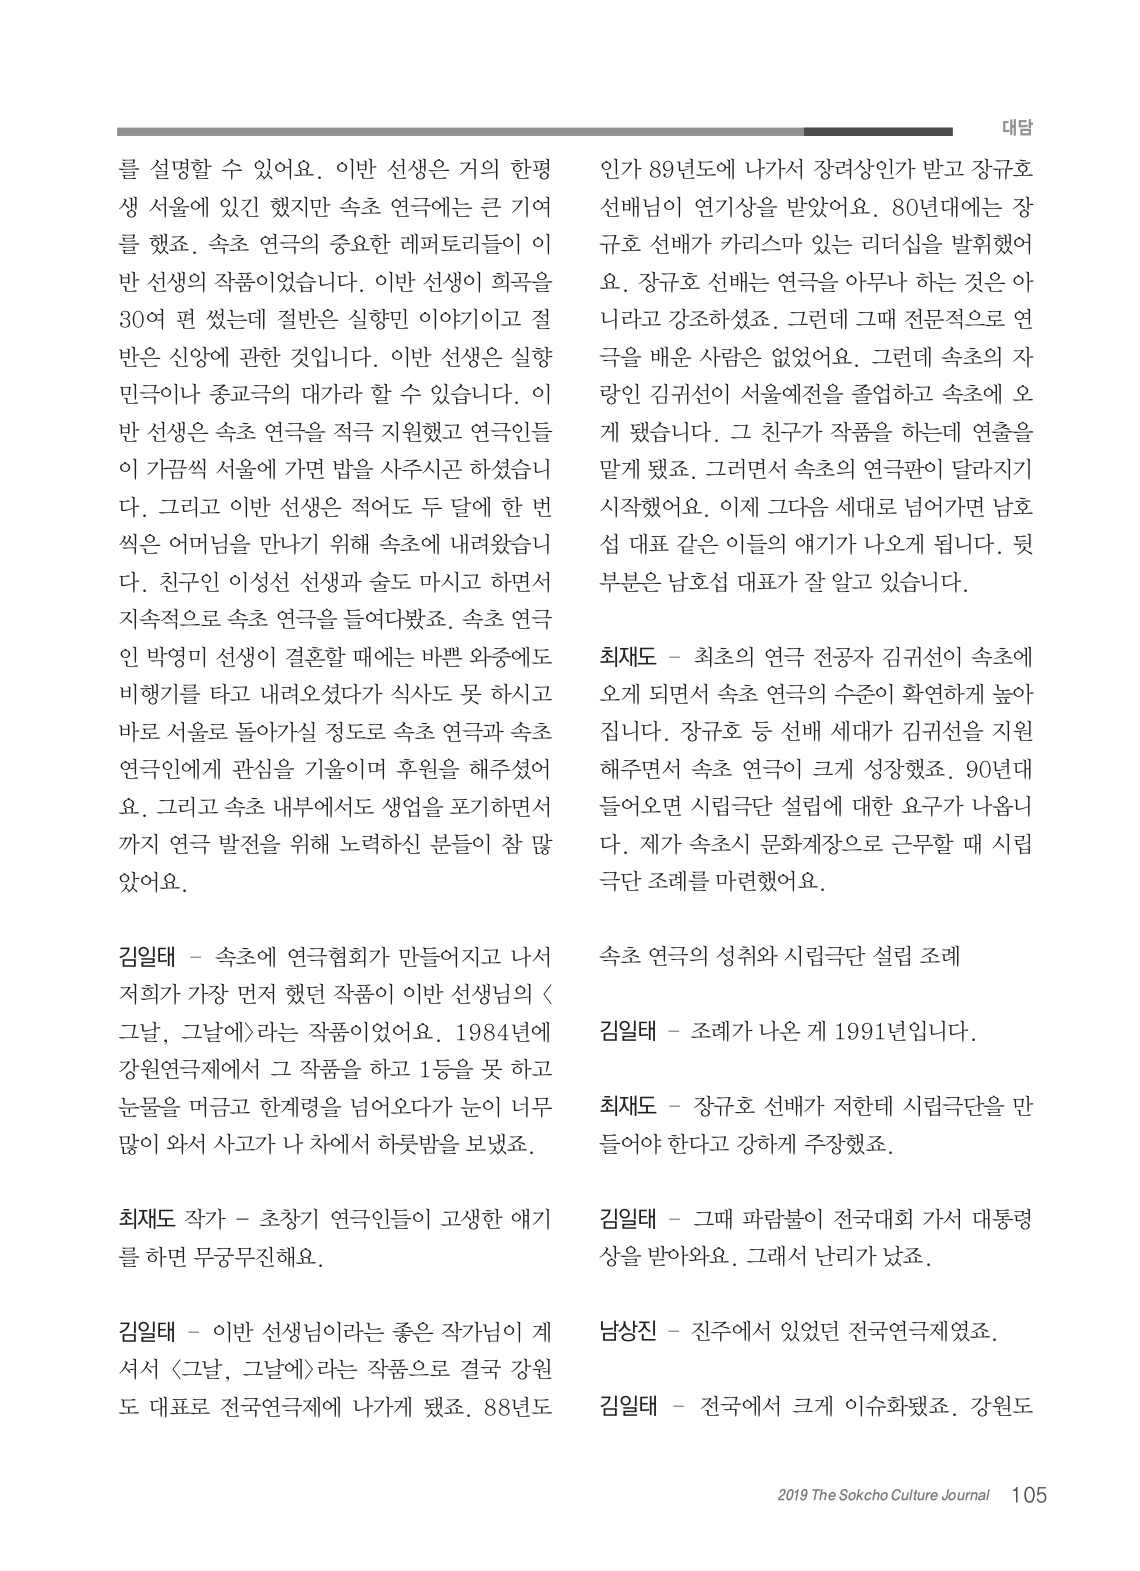 대담
를 설명할 수 있어요. 이반 선생은 거의 한평
생 서울에 있긴 했지만 속초 연극에는 큰 기여
를 했죠. 속초 연극의 중요한 레퍼토리들이 이
반 선생의 작품이었습니다. 이반 선생이 희곡을
30여 편 썼는데 절반은 실향민 이야기이고 절
반은 신앙에 관한 것입니다. 이반 선생은 실향
민극이나 종교극의 대가라 할 수 있습니다. 이
반 선생은 속초 연극을 적극 지원했고 연극인들
이 가끔씩 서울에 가면 밥을 사주시곤 하셨습니
다. 그리고 이반 선생은 적어도 두 달에 한 번
씩은 어머님을 만나기 위해 속초에 내려왔습니
다. 친구인 이성선 선생과 술도 마시고 하면서
지속적으로 속초 연극을 들여다봤죠. 속초 연극
인 박영미 선생이 결혼할 때에는 바쁜 와중에도
비행기를 타고 내려오셨다가 식사도 못 하시고
바로 서울로 돌아가실 정도로 속초 연극과 속초
연극인에게 관심을 기울이며 후원을 해주셨어
요. 그리고 속초 내부에서도 생업을 포기하면서
까지 연극 발전을 위해 노력하신 분들이 참 많
았어요.
김일태 – 속초에 연극협회가 만들어지고 나서
저희가 가장 먼저 했던 작품이 이반 선생님의 〈
그날, 그날에〉라는 작품이었어요. 1984년에
강원연극제에서 그 작품을 하고 1등을 못 하고
눈물을 머금고 한계령을 넘어오다가 눈이 너무
많이 와서 사고가 나 차에서 하룻밤을 보냈죠.
최재도 작가 – 초창기 연극인들이 고생한 얘기
를 하면 무궁무진해요.
김일태 – 이반 선생님이라는 좋은 작가님이 계
셔서 〈그날, 그날에〉라는 작품으로 결국 강원
도 대표로 전국연극제에 나가게 됐죠. 88년도
인가 89년도에 나가서 장려상인가 받고 장규호
선배님이 연기상을 받았어요. 80년대에는 장
규호 선배가 카리스마 있는 리더십을 발휘했어
요. 장규호 선배는 연극을 아무나 하는 것은 아
니라고 강조하셨죠. 그런데 그때 전문적으로 연
극을 배운 사람은 없었어요. 그런데 속초의 자
랑인 김귀선이 서울예전을 졸업하고 속초에 오
게 됐습니다. 그 친구가 작품을 하는데 연출을
맡게 됐죠. 그러면서 속초의 연극판이 달라지기
시작했어요. 이제 그다음 세대로 넘어가면 남호
섭 대표 같은 이들의 얘기가 나오게 됩니다. 뒷
부분은 남호섭 대표가 잘 알고 있습니다.
최재도 – 최초의 연극 전공자 김귀선이 속초에
오게 되면서 속초 연극의 수준이 확연하게 높아
집니다. 장규호 등 선배 세대가 김귀선을 지원
해주면서 속초 연극이 크게 성장했죠. 90년대
들어오면 시립극단 설립에 대한 요구가 나옵니
다. 제가 속초시 문화계장으로 근무할 때 시립
극단 조례를 마련했어요.
속초 연극의 성취와 시립극단 설립 조례
김일태 – 조례가 나온 게 1991년입니다.
최재도 – 장규호 선배가 저한테 시립극단을 만
들어야 한다고 강하게 주장했죠.
김일태 – 그때 파람불이 전국대회 가서 대통령
상을 받아와요. 그래서 난리가 났죠.
남상진 – 진주에서 있었던 전국연극제였죠.
김일태 – 전국에서 크게 이슈화됐죠. 강원도
2019 The Sokcho Culture Journal 105